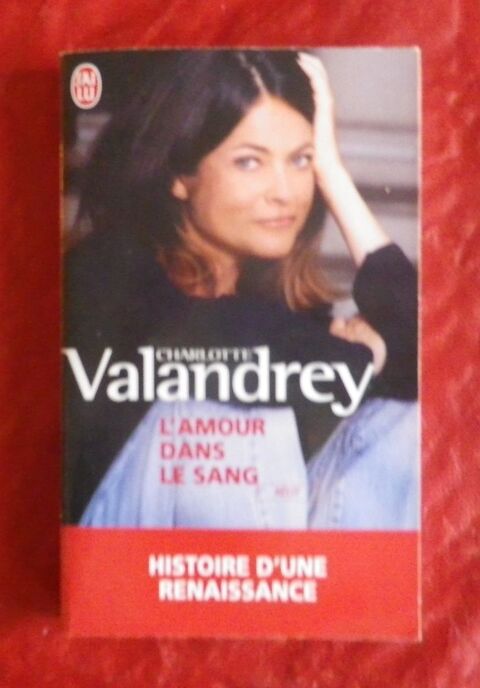 J'AI
LU
CHARLOTTE
Valandrey
L'AMOUR
DANS
LE SANG
HISTOIRE D'UNE
RENAISSANCE